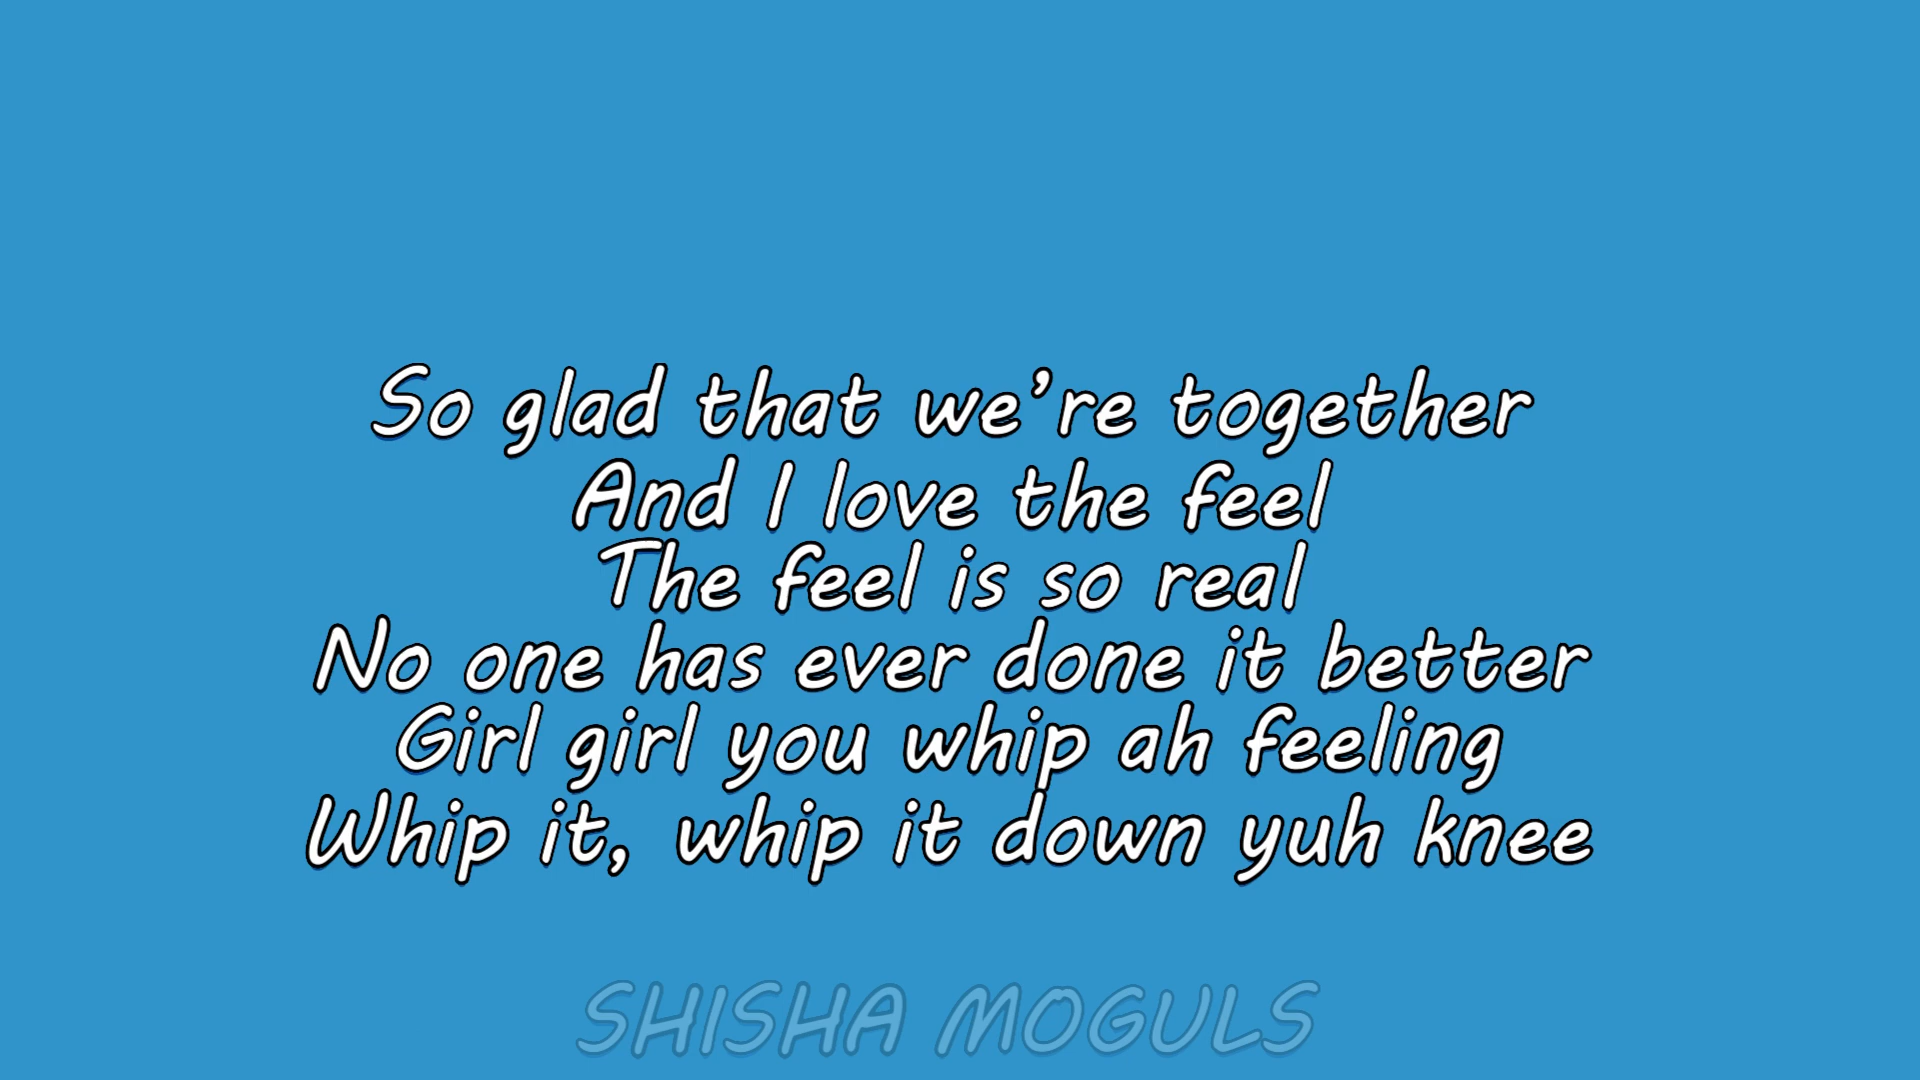 So glad that we’re together
And I love the feel
The feel is so real
No one has ever done it better
Girl girl you whip ah feeling
Whip it, whip it down yuh knee
SHISHA MOGULS